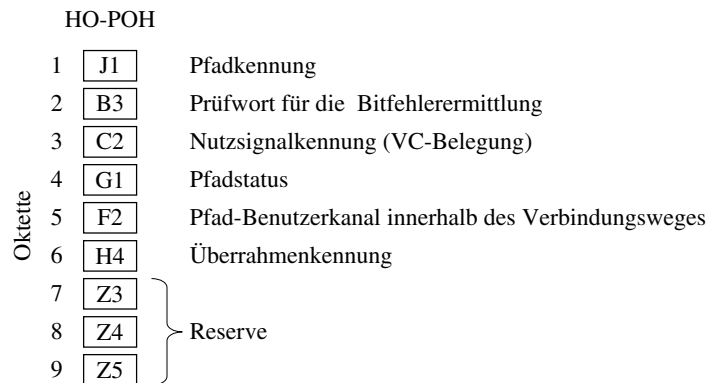 HO-POH
1 J1 Pfadkennung
2 B3 Prüfwort für die Bitfehlerermittlung
3 C2 Nutzsignalkennung (VC-Belegung)
4 G1 Pfadstatus
5 F2 Pfad-Benutzerkanal innerhalb des Verbindungsweges
6 H4 Überrahmenkennung
7 Z3
8 Z4 Reserve
9 Z5
Oktette